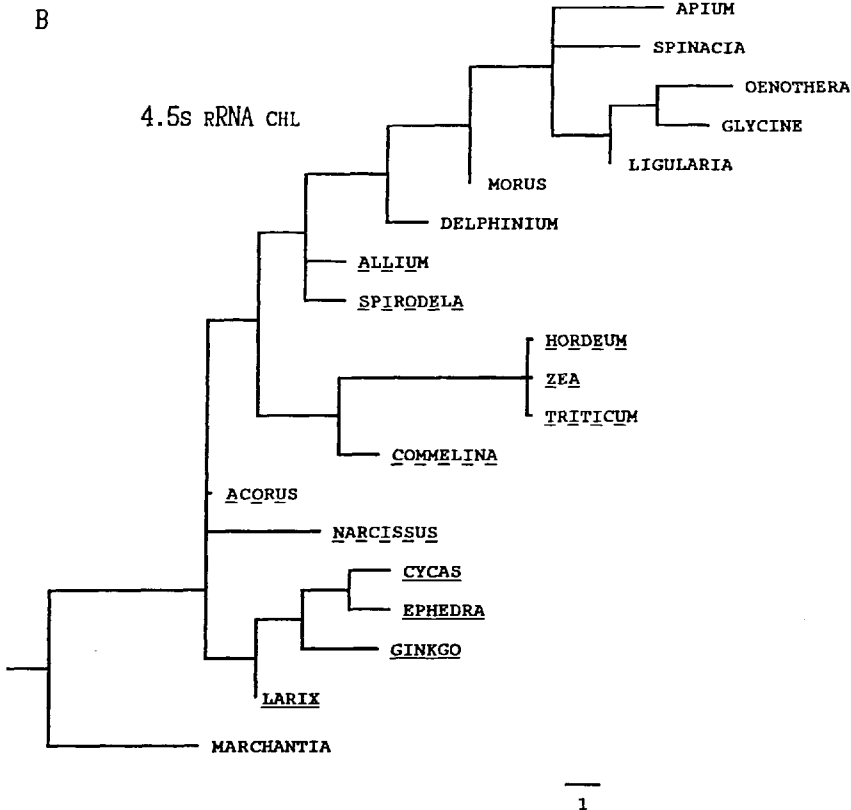 B
4.5s rRNA CHL
APIUM
SPINACIA
OENOTHERA
GLYCINE
LIGULARIA
MORUS
DELPHINIUM
ALLIUM
SPIRODELA
HORDEUM
ZEA
TRITICUM
COMMELINA
ACORUS
NARCISSUS
CYCAS
EPHEDRA
GINKGO
LARIX
MARCHANTIA
1